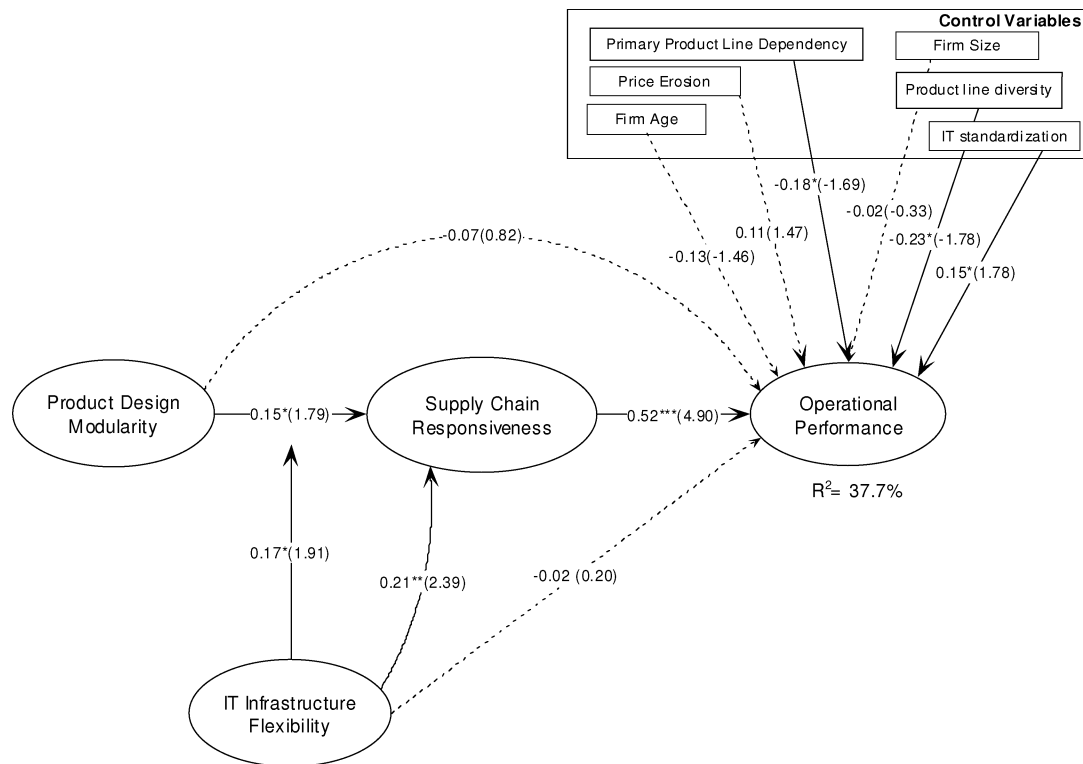 Control Variables
Primary Product Line Dependency
Firm Size
Price Erosion
Product line diversity
Firm Age
IT standardization
-0.18*(-1.69)
-0.02(-0.33)
0.11(1.47)
-0.07(0.82)
-0.23*(-1.78)
-0.13(-1.46)
0.15*(1.78)
Product Design
Modularity
0.15*(1.79)
Supply Chain
Responsiveness
0.52***(4.90)
Operational
Performance
R²= 37.7%
0.17*(1.91)
0.21**(2.39)
-0.02 (0.20)
IT Infrastructure
Flexibility